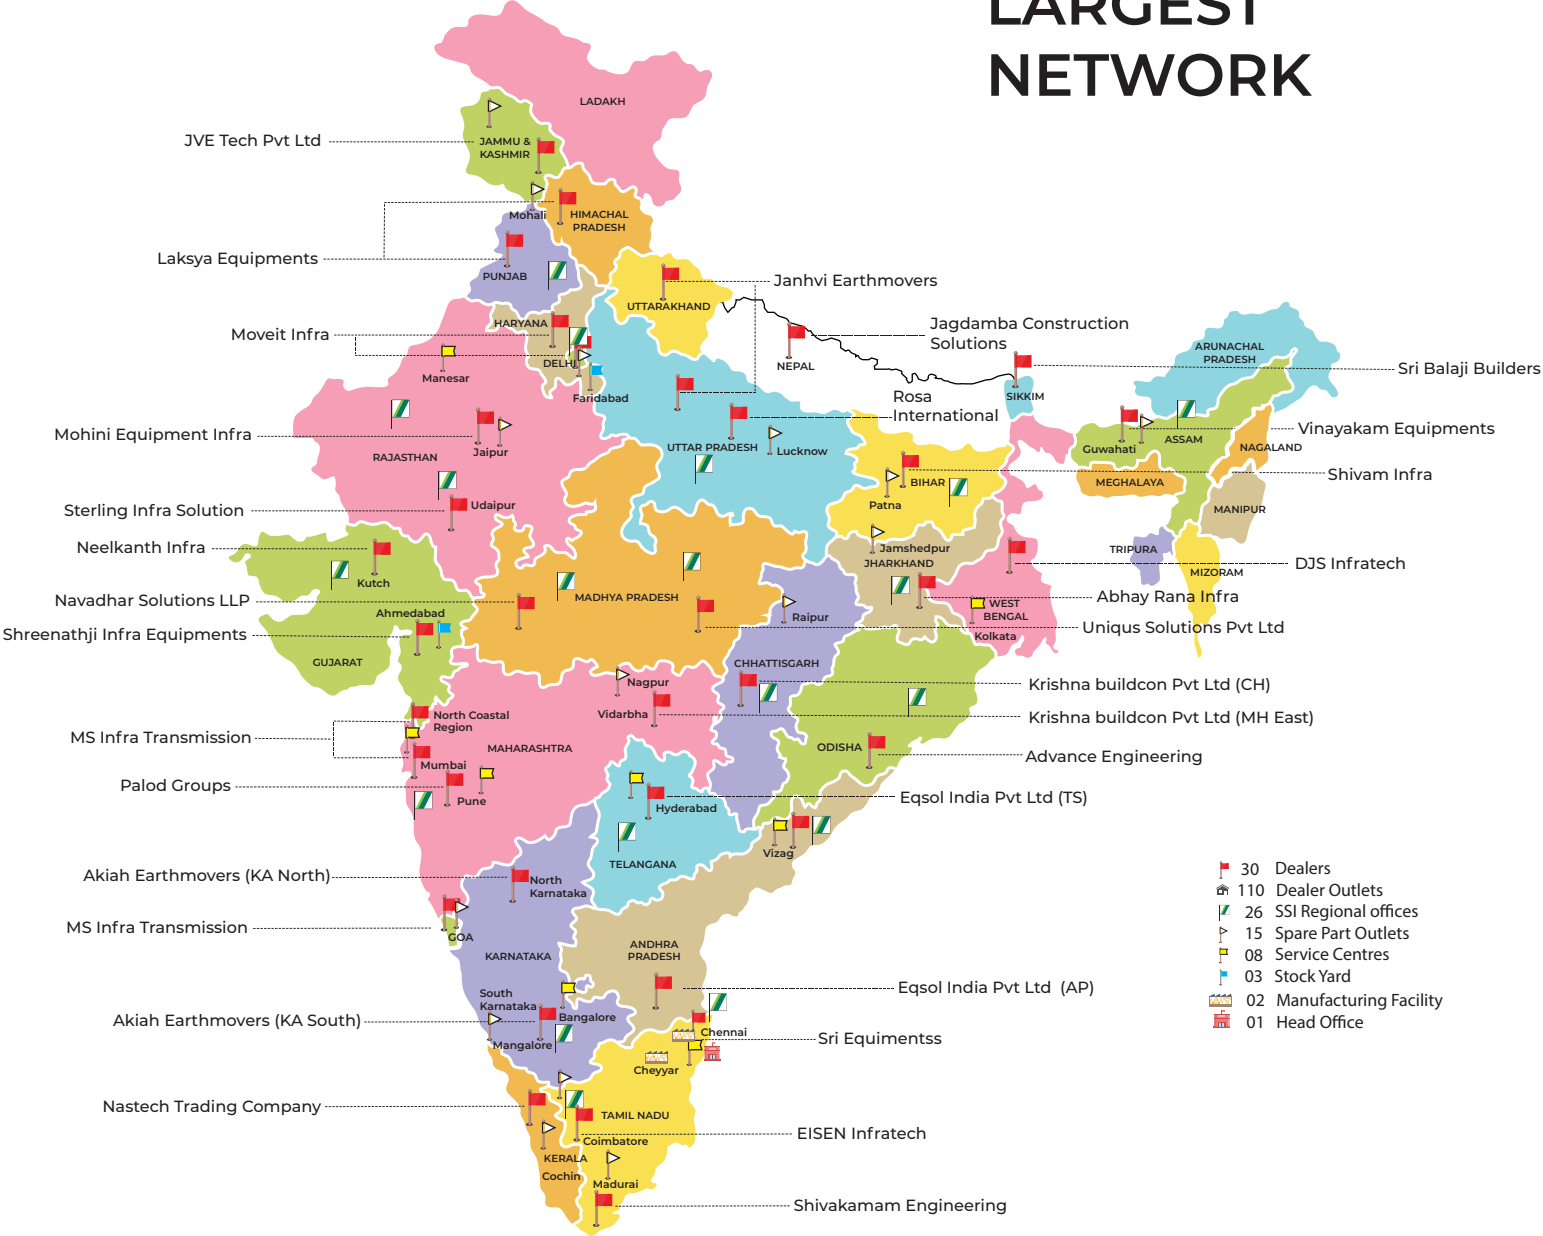 LARGEST
NETWORK
LADAKH
JVE Tech Pvt Ltd
JAMMU &
KASHMIR
Mohali
HIMACHAL
PRADESH
Laksya Equipments
PUNJAB
Janhvi Earthmovers
UTTARAKHAND
HARYANA
Moveit Infra
Jagdamba Construction
Solutions
ARUNACHAL
PRADESH
DELHI
NEPAL
Manesar
Sri Balaji Builders
Faridabad
Rosa
International
SIKKIM
Mohini Equipment Infra
Jaipur
RAJASTHAN
UTTAR PRADESH
Lucknow
Vinayakam Equipments
ASSAM
Guwahati
NAGALAND
Shivam Infra
BIHAR
MEGHALAYA
Patna
Sterling Infra Solution
Udaipur
MANIPUR
Neelkanth Infra
Kutch
Jamshedpur
JHARKHAND
TRIPURA
DJS Infratech
MIZORAM
Navadhar Solutions LLP
MADHYA PRADESH
Abhay Rana Infra
Ahmedabad
WEST
BENGAL
Raipur
Shreenathji Infra Equipments
Uniqus Solutions Pvt Ltd
Kolkata
GUJARAT
CHHATTISGARH
Nagpur
Krishna buildcon Pvt Ltd (CH)
Vidarbha
North Coastal
Region
Krishna buildcon Pvt Ltd (MH East)
MS Infra Transmission
MAHARASHTRA
ODISHA
Advance Engineering
Mumbai
Palod Groups
Pune
Hyderabad
Eqsol India Pvt Ltd (TS)
Vizag
TELANGANA
Akiah Earthmovers (KA North)
North
Karnataka
30 Dealers
110 Dealer Outlets
26 SSI Regional offices
15 Spare Part Outlets
08 Service Centres
03 Stock Yard
02 Manufacturing Facility
01 Head Office
MS Infra Transmission
GOA
KARNATAKA
ANDHRA
PRADESH
Eqsol India Pvt Ltd (AP)
South
Karnataka
Bangalore
Akiah Earthmovers (KA South)
Mangalore
Chennai
Sri Equimentss
Cheyyar
Nastech Trading Company
TAMIL NADU
EISEN Infratech
Coimbatore
KERALA
Cochin
Madurai
Shivakamam Engineering